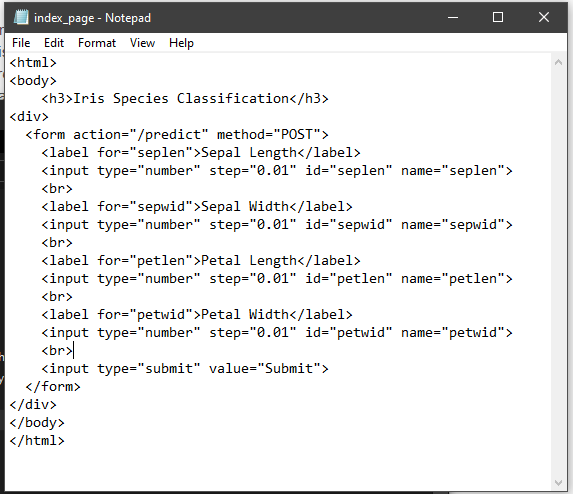 index_page - Notepad
File Edit Format View Help
<html>
<body>
    <h3>Iris Species Classification</h3>
<div>
  <form action="/predict" method="POST">
    <label for="seplen">Sepal Length</label>
    <input type="number" step="0.01" id="seplen" name="seplen">
    <br>
    <label for="sepwid">Sepal Width</label>
    <input type="number" step="0.01" id="sepwid" name="sepwid">
    <br>
    <label for="petlen">Petal Length</label>
    <input type="number" step="0.01" id="petlen" name="petlen">
    <br>
    <label for="petwid">Petal Width</label>
    <input type="number" step="0.01" id="petwid" name="petwid">
    <br>
    <input type="submit" value="Submit">
  </form>
</div>
</body>
</html>